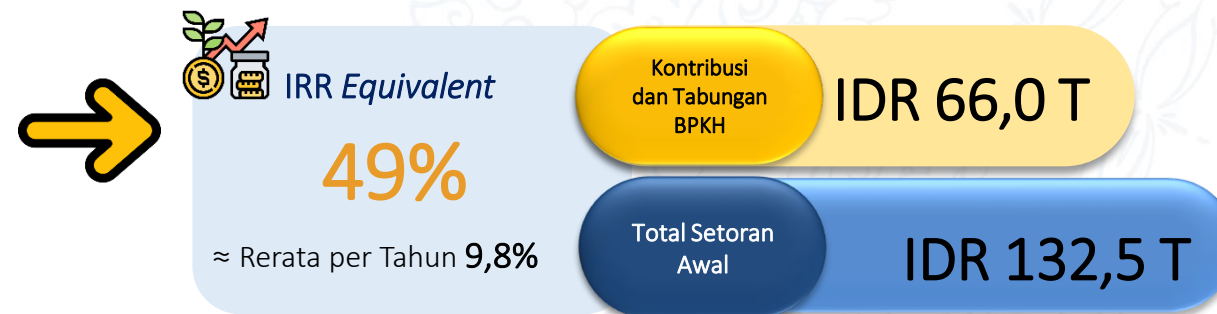 IRR Equivalent
49%
≈ Rerata per Tahun 9,8%
Kontribusi
dan Tabungan
BPKH
IDR 66,0 T
Total Setoran
Awal
IDR 132,5 T